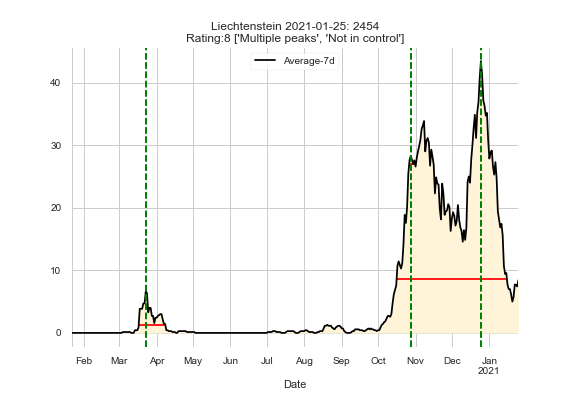 Liechtenstein 2021-01-25: 2454
Rating:8 ['Multiple peaks', 'Not in control']
Average-7d
40
30
20
10
0
Feb Mar Apr May Jun Jul Aug Sep Oct Nov Dec Jan
2021
Date